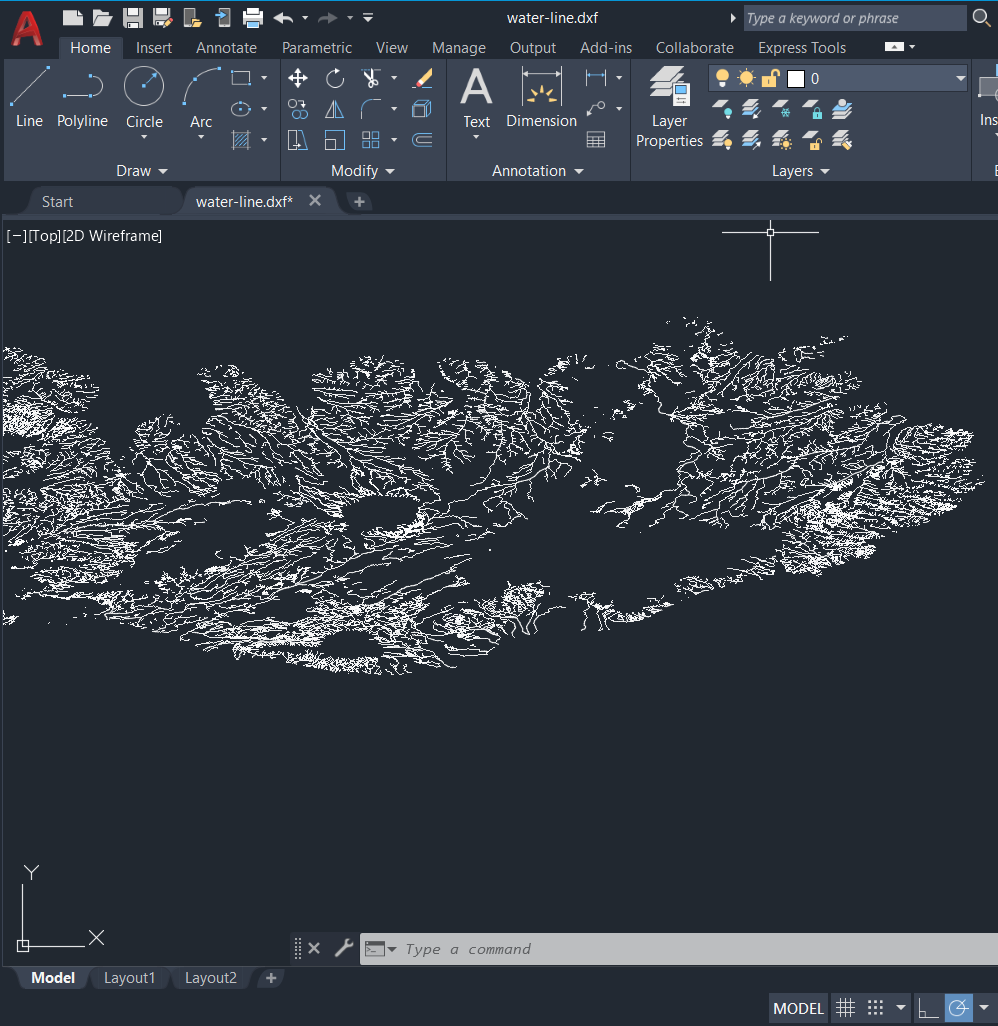 water-line.dxf
Type a keyword or phrase
Home Insert Annotate Parametric View Manage Output Add-ins Collaborate Express Tools
0
Line Polyline Circle Arc
Text Dimension
Layer
Properties
Ins
Draw Modify Annotation Layers
Start water-line.dxf*
[−][Top][2D Wireframe]
Y
X
Type a command
Model Layout1 Layout2
MODEL